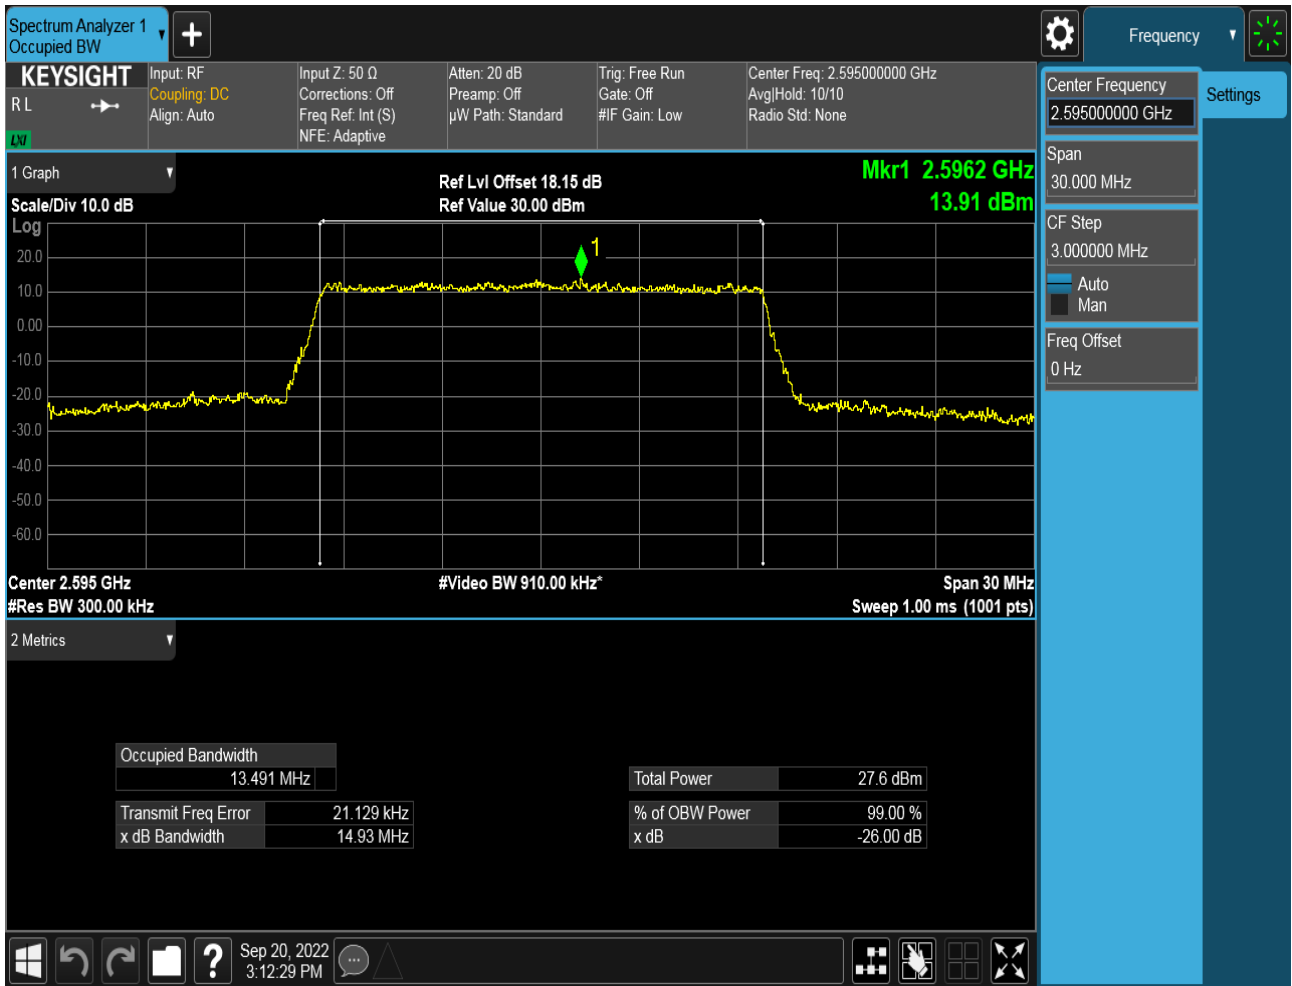 Spectrum Analyzer 1
Occupied BW
Frequency
KEYSIGHT
R L
LXI
Input: RF
Coupling: DC
Align: Auto
Input Z: 50 Ω
Corrections: Off
Freq Ref: Int (S)
NFE: Adaptive
Atten: 20 dB
Preamp: Off
µW Path: Standard
Trig: Free Run
Gate: Off
#IF Gain: Low
Center Freq: 2.595000000 GHz
Avg|Hold: 10/10
Radio Std: None
1 Graph
Scale/Div 10.0 dB
Ref Lvl Offset 18.15 dB
Ref Value 30.00 dBm
Mkr1 2.5962 GHz
13.91 dBm
Log
20.0
10.0
0.00
-10.0
-20.0
-30.0
-40.0
-50.0
-60.0
1
Center 2.595 GHz
#Res BW 300.00 kHz
#Video BW 910.00 kHz*
Span 30 MHz
Sweep 1.00 ms (1001 pts)
2 Metrics
Occupied Bandwidth
13.491 MHz
Transmit Freq Error 21.129 kHz
x dB Bandwidth 14.93 MHz
Total Power 27.6 dBm
% of OBW Power 99.00 %
x dB -26.00 dB
Center Frequency
2.595000000 GHz
Span
30.000 MHz
CF Step
3.000000 MHz
Auto
Man
Freq Offset
0 Hz
Settings
?
Sep 20, 2022
3:12:29 PM